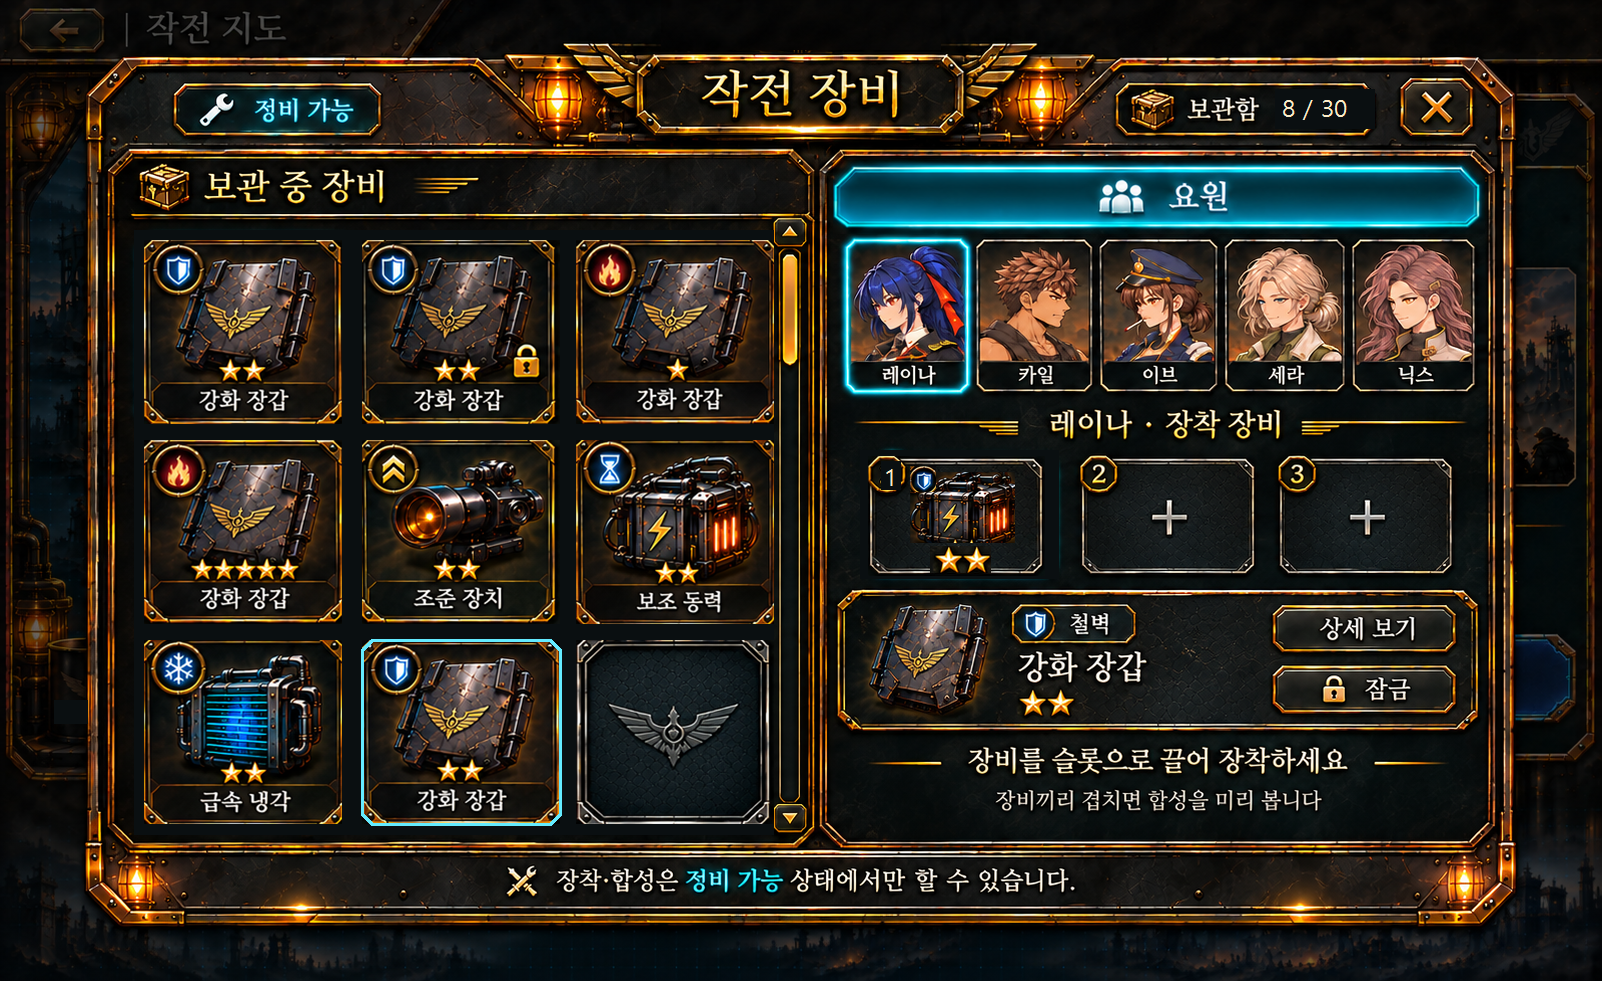 작전 지도
정비 가능
작전 장비
보관함 8 / 30
보관 중 장비
요원
강화 장갑
강화 장갑
강화 장갑
장화 장갑
조준 장치
보조 동력
급속 냉각
강화 장갑
레이나
카일
이브
세라
닉스
레이나 · 장착 장비
1
2
3
철벽
강화 장갑
상세 보기
잠금
장비를 슬롯으로 끌어 장착하세요
장비끼리 겹치면 합성을 미리 봅니다
장착·합성은 정비 가능 상태에서만 할 수 있습니다.